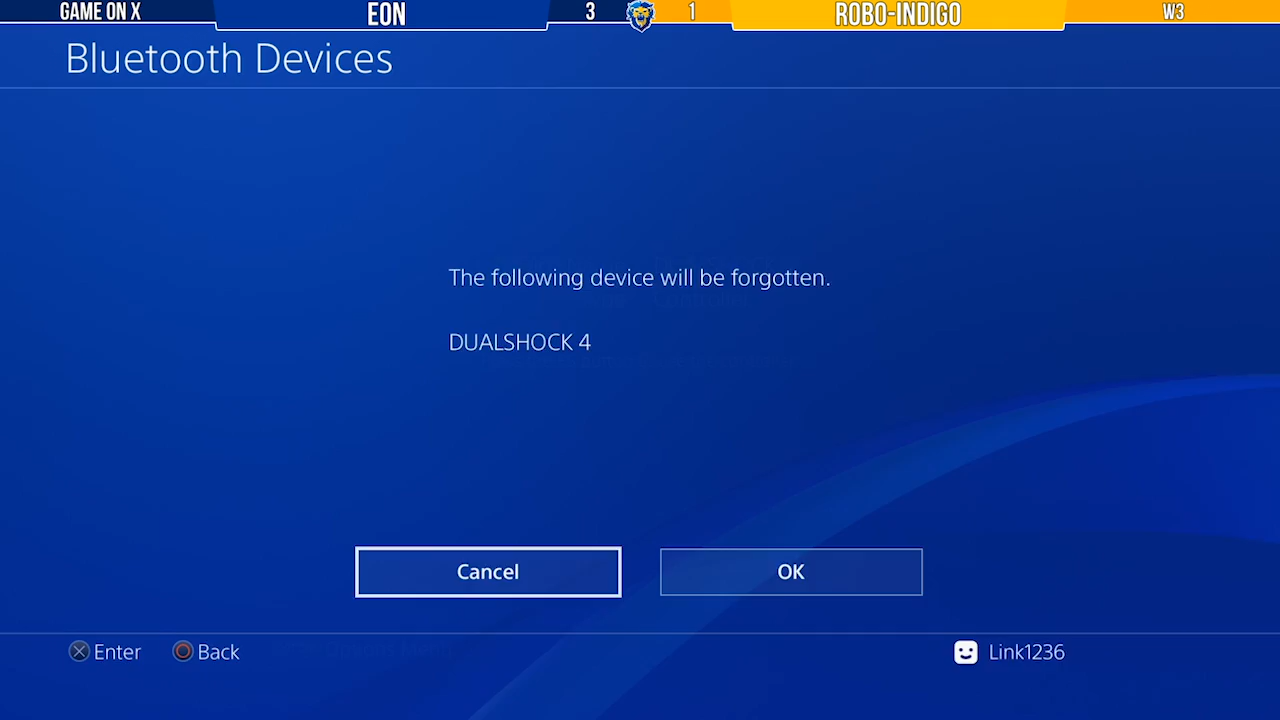 GAME ON X EON 3 1 ROBO-INDIGO W3
Bluetooth Devices
The following device will be forgotten.
DUALSHOCK 4
Cancel OK
Enter Back Link1236